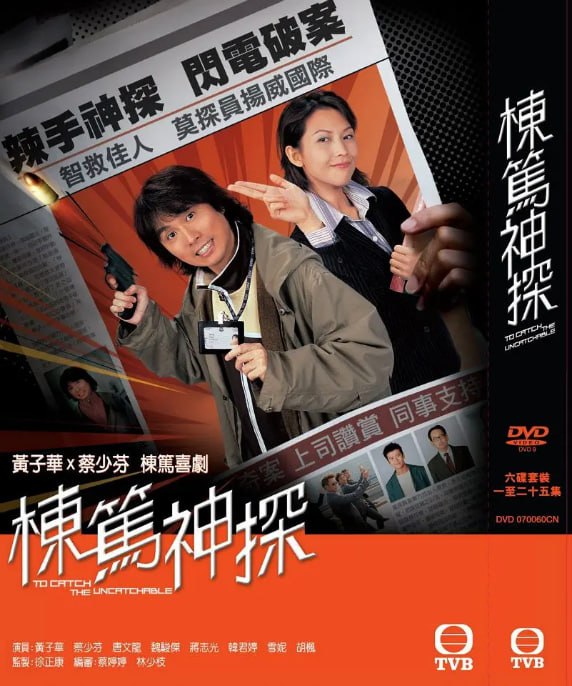 辣手神探 閃電破案
智救佳人 莫探員揚威國際
上司讚賞 同事支持
黃子華 x 蔡少芬 棟篤喜劇
棟篤神探
TO CATCH
THE UNCATCHABLE
演員:黃子華 蔡少芬 唐文龍 魏駿傑 蔣志光 韓君婷 雪妮 胡楓
監製:徐正康 編審:蔡婷婷 林少枝
TVB
棟篤神探
TO CATCH THE
UNCATCHABLE
DVD
VIDEO
DVD 9
六碟套裝
一至二十五集
DVD 070060CN
TVB